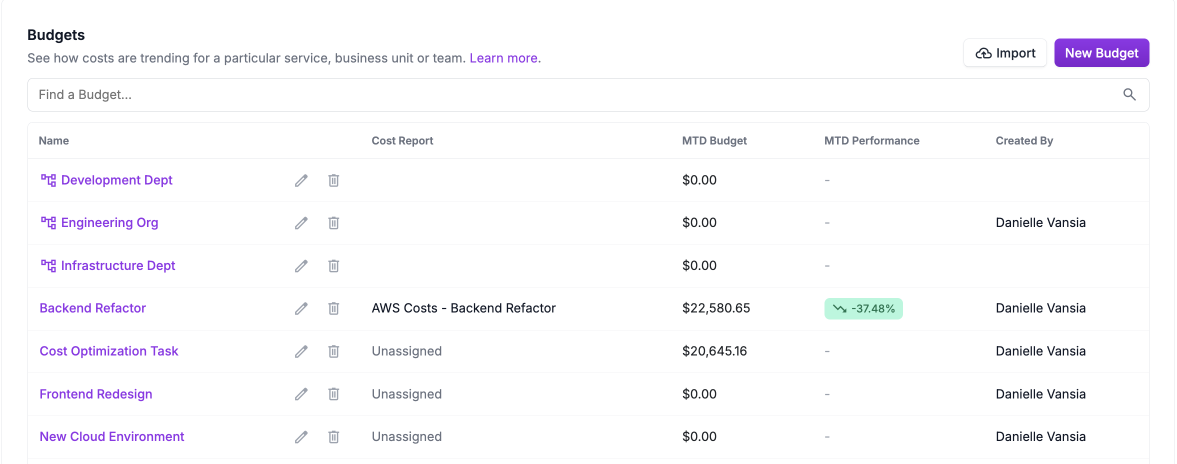 Budgets
See how costs are trending for a particular service, business unit or team. Learn more.
Import
New Budget
Find a Budget...
Name Cost Report MTD Budget MTD Performance Created By
Development Dept $0.00 -
Engineering Org $0.00 - Danielle Vansia
Infrastructure Dept $0.00 -
Backend Refactor AWS Costs - Backend Refactor $22,580.65 -37.48% Danielle Vansia
Cost Optimization Task Unassigned $20,645.16 - Danielle Vansia
Frontend Redesign Unassigned $0.00 - Danielle Vansia
New Cloud Environment Unassigned $0.00 - Danielle Vansia